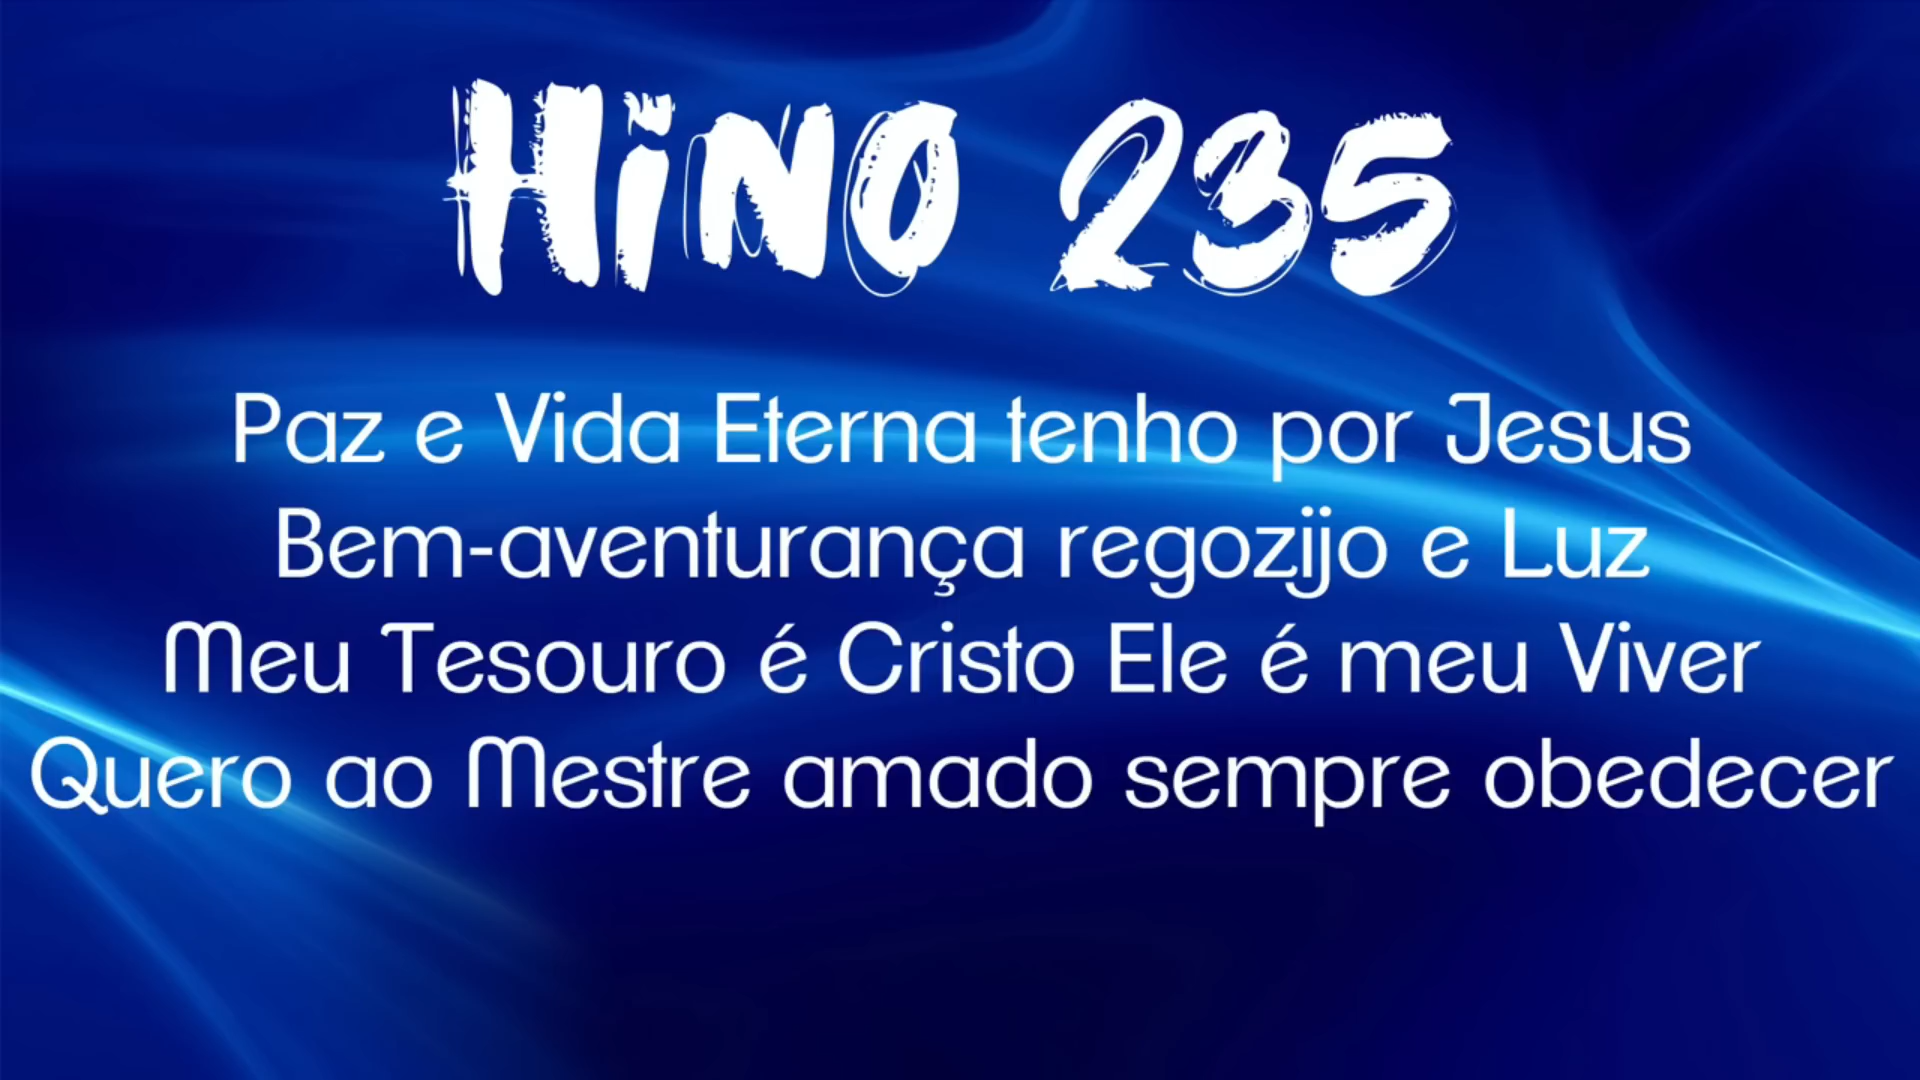 HiNO 235
Paz e Vida Eterna tenho por Jesus
Bem-aventurança regozijo e Luz
Meu Tesouro é Cristo Ele é meu Viver
Quero ao Mestre amado sempre obedecer